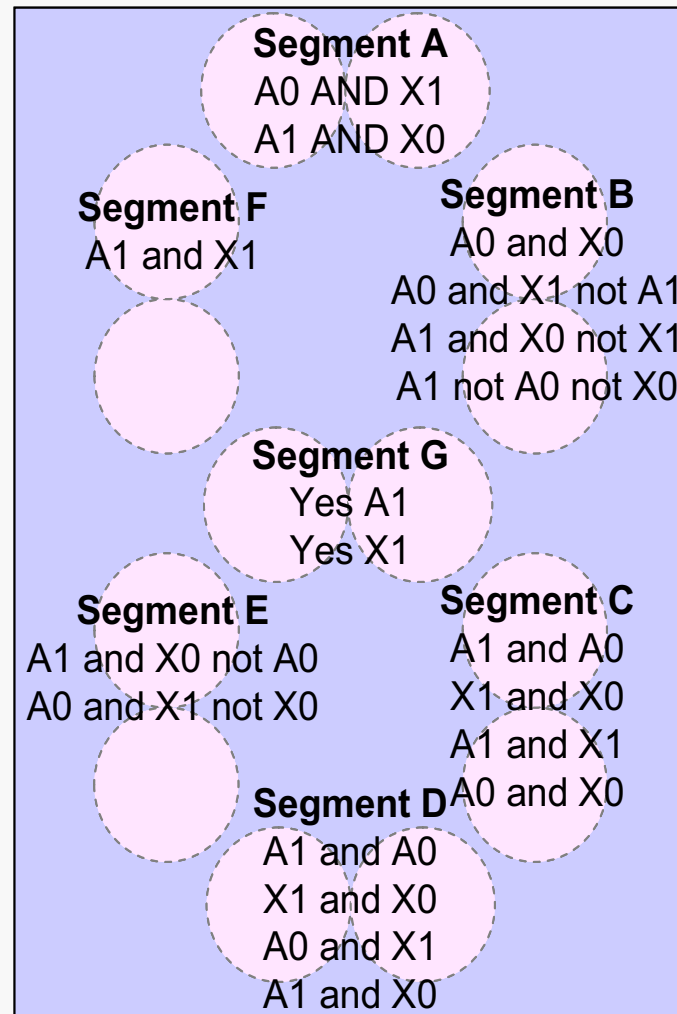 Segment A
A0 AND X1
A1 AND X0
Segment F
A1 and X1
Segment B
A0 and X0
A0 and X1 not A1
A1 and X0 not X1
A1 not A0 not X0
Segment G
Yes A1
Yes X1
Segment E
A1 and X0 not A0
A0 and X1 not X0
Segment C
A1 and A0
X1 and X0
A1 and X1
A0 and X0
Segment D
A1 and A0
X1 and X0
A0 and X1
A1 and X0